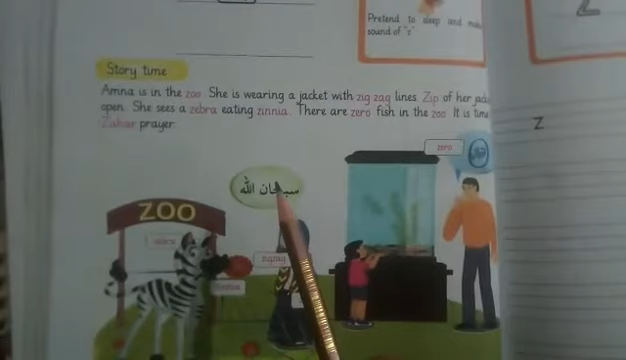 Pretend to sleep and
sound of "z"
Story time
Amna is in the zoo. She is wearing a jacket with zig zag lines. Zip of her
open. She sees a zebra eating zinnia. There are zero fish in the zoo. It is time
prayer
zero
سبحان الله
ZOO
zebra
zigzag
zinnia
z